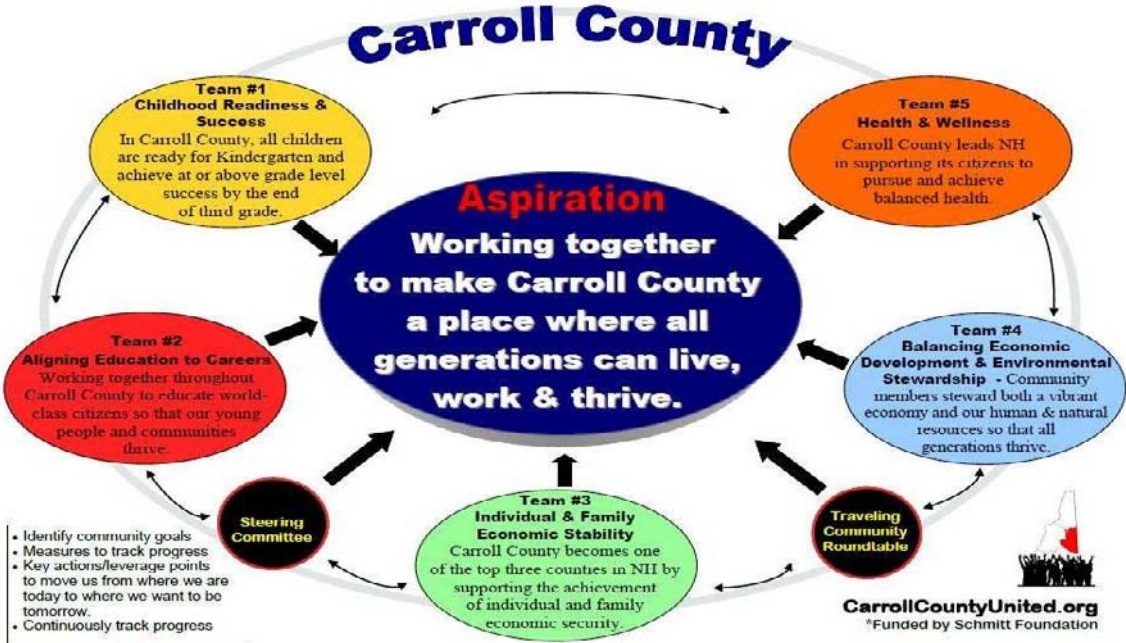 Carroll County
Team #1
Childhood Readiness &
Success
In Carroll County, all children
are ready for Kindergarten and
achieve at or above grade level
success by the end
of third grade.
Team #5
Health & Wellness
Carroll County leads NH
in supporting its citizens to
pursue and achieve
balanced health.
Aspiration
Working together
to make Carroll County
a place where all
generations can live,
work & thrive.
Team #2
Aligning Education to Careers
Working together throughout
Carroll County to educate world-
class citizens so that our young
people and communities
thrive.
Team #4
Balancing Economic
Development & Environmental
Stewardship - Community
members steward both a vibrant
economy and our human & natural
resources so that all
generations thrive.
Steering
Committee
Team #3
Individual & Family
Economic Stability
Carroll County becomes one
of the top three counties in NH by
supporting the achievement
of individual and family
economic security.
Traveling
Community
Roundtable
• Identify community goals
• Measures to track progress
• Key actions/leverage points
to move us from where we are
today to where we want to be
tomorrow.
• Continuously track progress
CarrollCountyUnited.org
*Funded by Schmitt Foundation